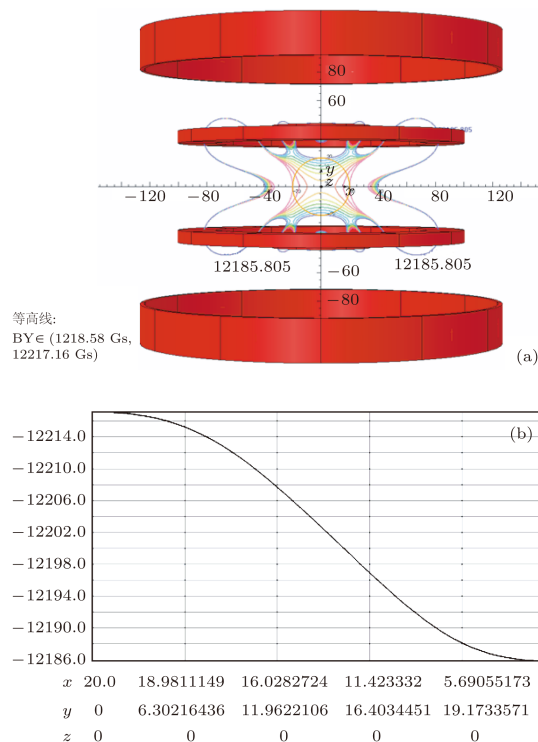 80
60
12185.805
y
z
x
−120 −80 −40 40 80 120
12185.805 12185.805
−60
−80
等高线:
BY∈ (1218.58 Gs,
12217.16 Gs)
(a)
(b)
−12214.0
−12210.0
−12206.0
−12202.0
−12198.0
−12194.0
−12190.0
−12186.0
x 20.0 18.9811149 16.0282724 11.423332 5.69055173
y 0 6.30216436 11.9622106 16.4034451 19.1733571
z 0 0 0 0 0